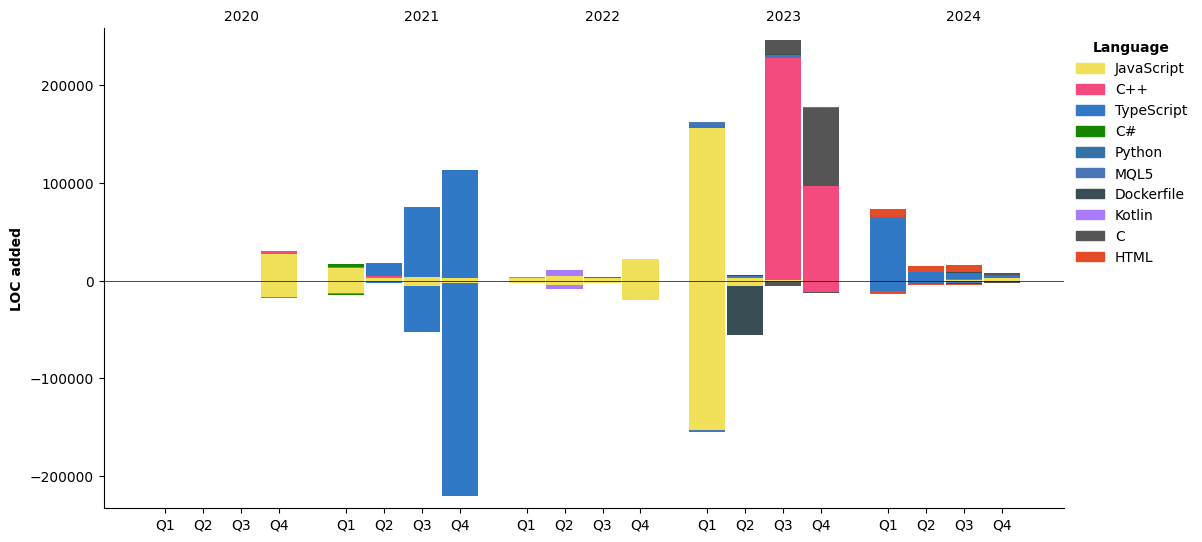 2020 2021 2022 2023 2024
LOC added
200000
100000
0
−100000
−200000
Q1 Q2 Q3 Q4 Q1 Q2 Q3 Q4 Q1 Q2 Q3 Q4 Q1 Q2 Q3 Q4 Q1 Q2 Q3 Q4
Language
JavaScript
C++
TypeScript
C#
Python
MQL5
Dockerfile
Kotlin
C
HTML